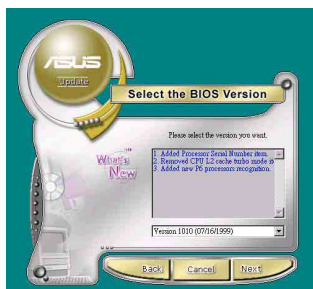 ASUS
Update
Select the BIOS Version
Please select the version you want.
What's New
1. Added Processor Serial Number item.
2. Removed CPU L2 cache turbo mode it
3. Added new P6 processors recognition.
Version 1010 (07/16/1999)
Back
Cancel
Next